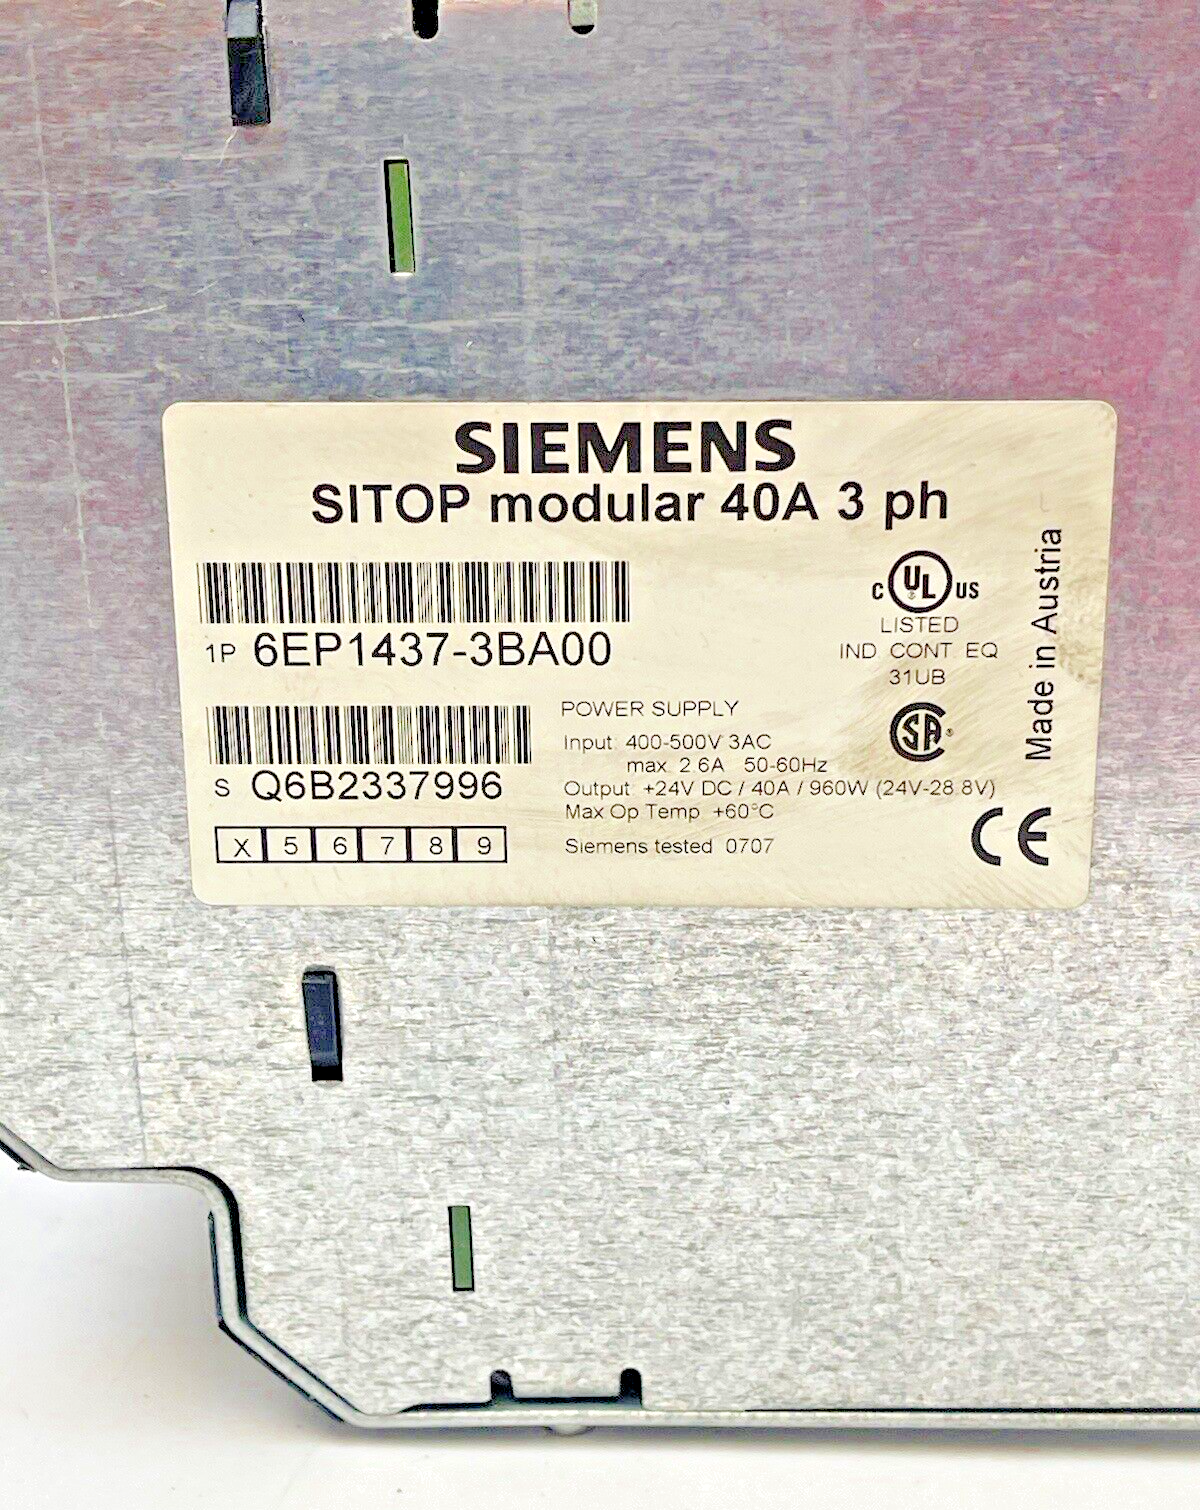 SIEMENS
SITOP modular 40A 3 ph
1P 6EP1437-3BA00
C UL US
LISTED
IND. CONT. EQ
31UB
Made in Austria
S Q6B2337996
X 5 6 7 8 9
POWER SUPPLY
Input: 400-500V 3AC
max. 2.6A 50-60Hz
Output: +24V DC / 40A / 960W (24V-28.8V)
Max.Op.Temp. +60°C
Siemens tested 0707
SA
CE